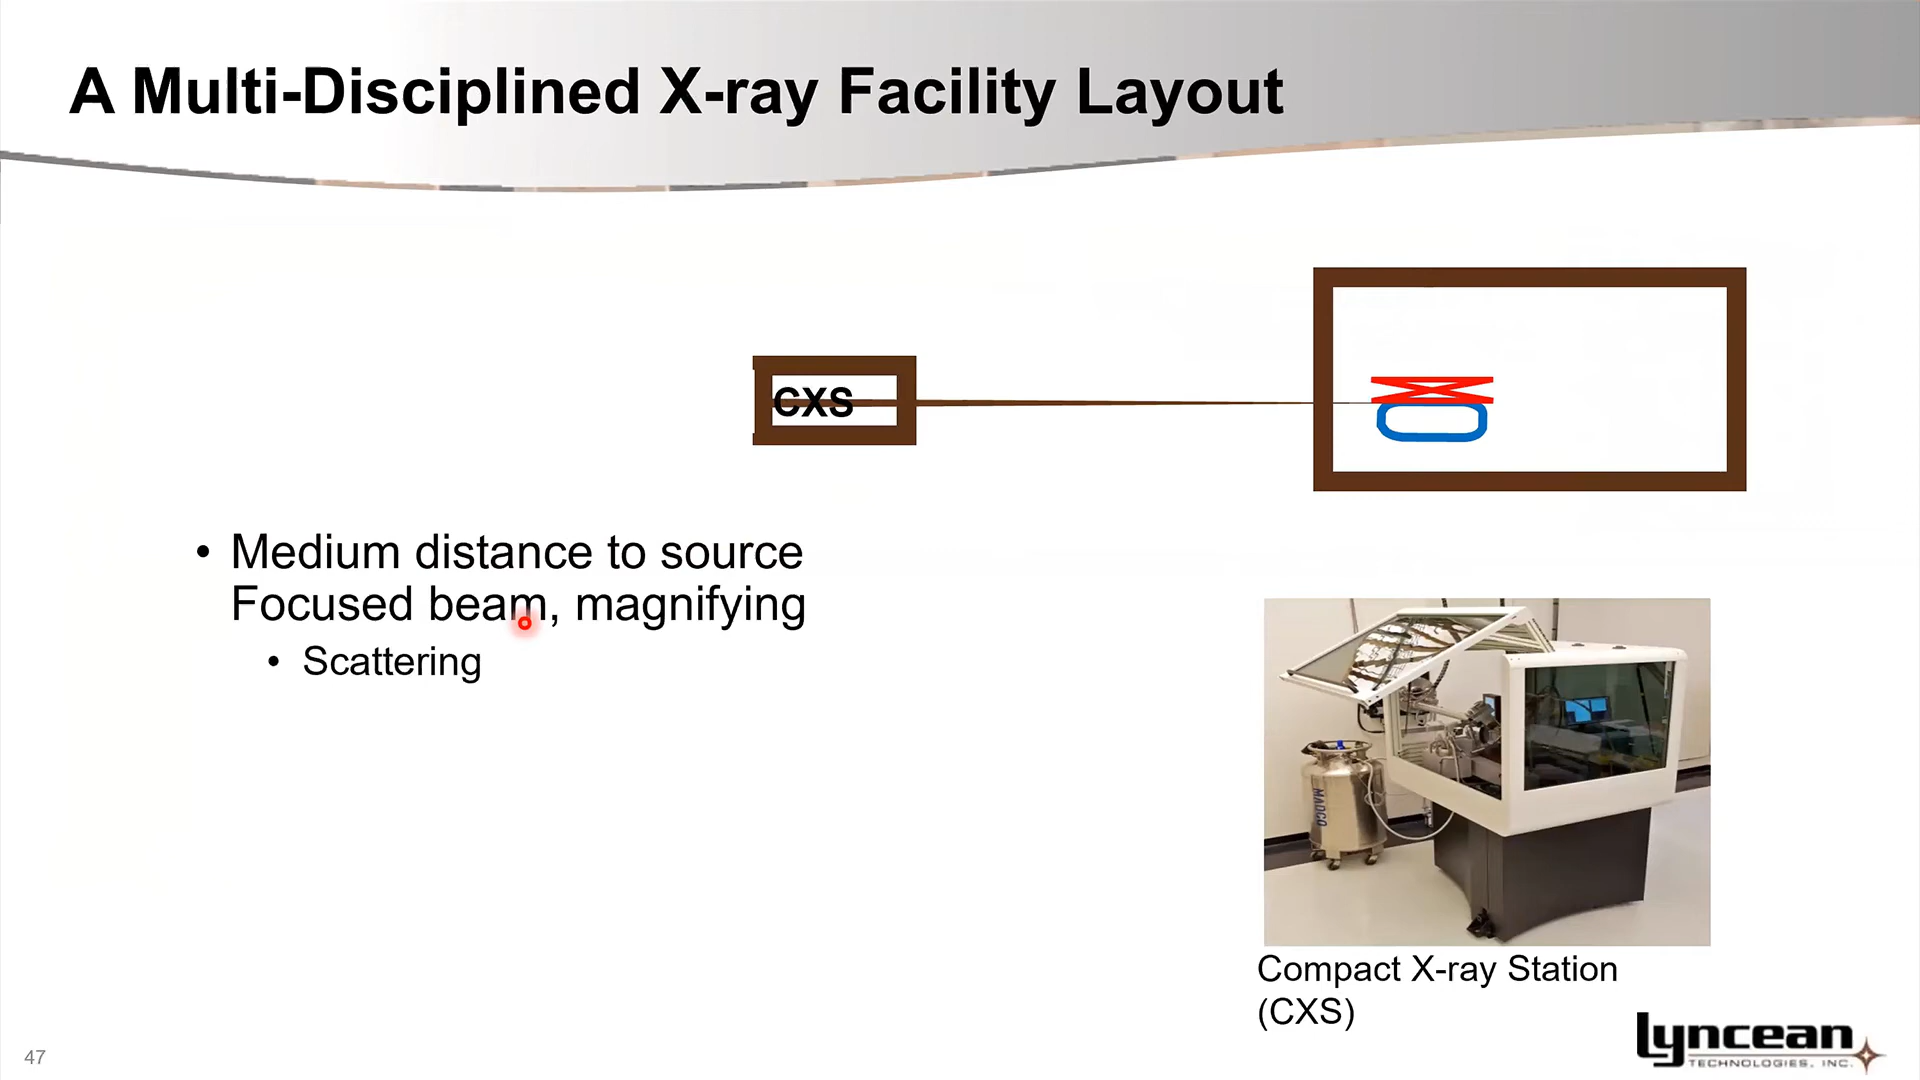 A Multi-Disciplined X-ray Facility Layout
CXS
• Medium distance to source
Focused beam, magnifying
• Scattering
MADCO
Compact X-ray Station
(CXS)
lyncean
TECHNOLOGIES, INC.
47